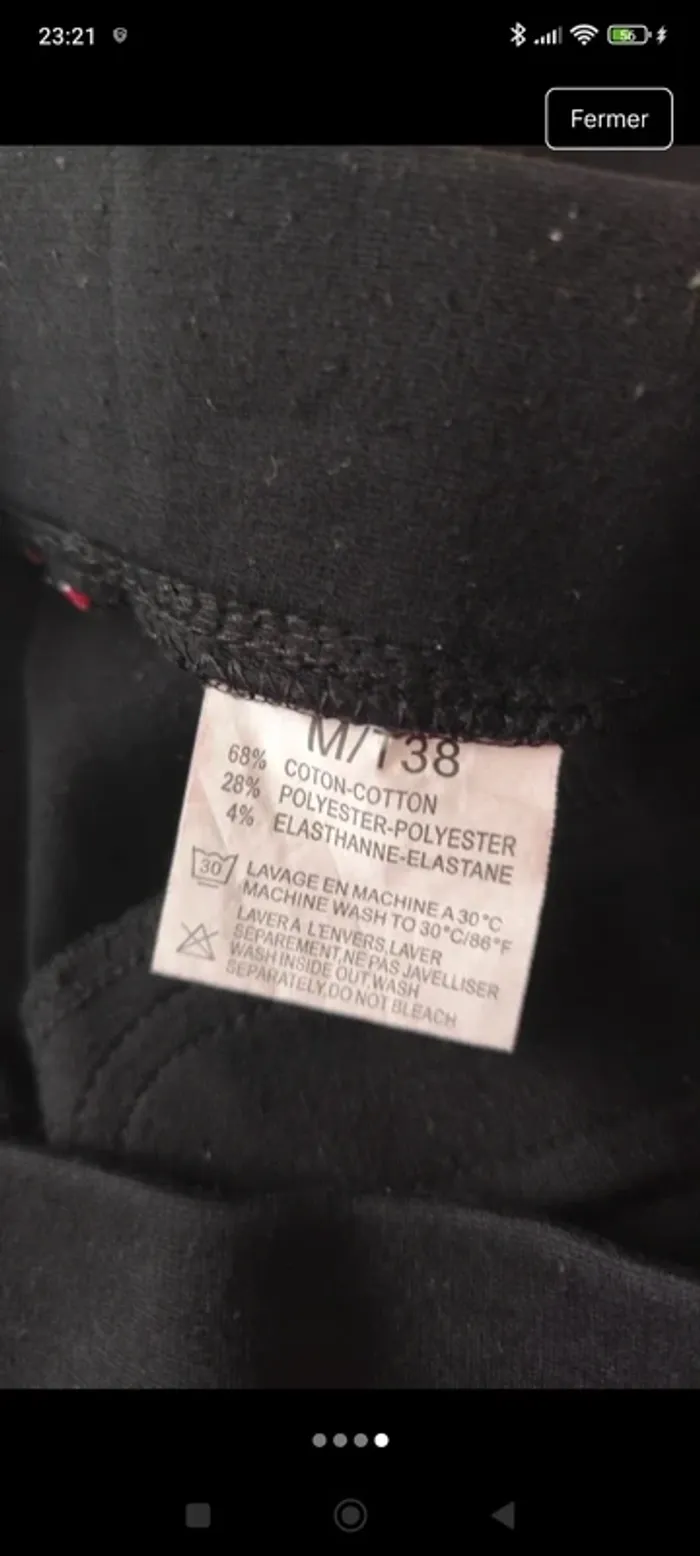 23:21
56
Fermer
M/T38
68% COTON-COTTON
28% POLYESTER-POLYESTER
4% ELASTHANNE-ELASTANE
30
LAVAGE EN MACHINE A 30°C
MACHINE WASH TO 30°C/86°F
LAVER A L'ENVERS,LAVER
SEPAREMENT,NE PAS JAVELLISER
WASH INSIDE OUT,WASH
SEPARATELY,DO NOT BLEACH